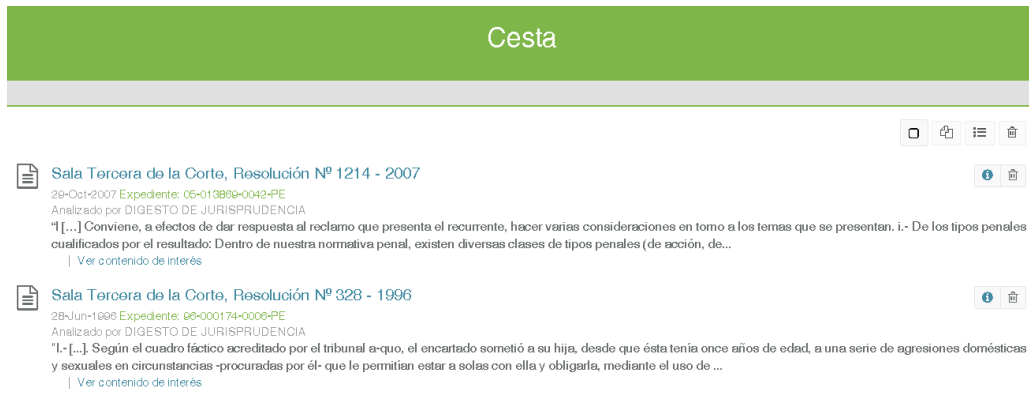 Cesta
Sala Tercera de la Corte, Resolución Nº 1214 - 2007
29-Oct-2007 Expediente: 05-013869-0042-PE
Analizado por DIGESTO DE JURISPRUDENCIA
"I [...] Conviene, a efectos de dar respuesta al reclamo que presenta el recurrente, hacer varias consideraciones en torno a los temas que se presentan. i.- De los tipos penales
cualificados por el resultado: Dentro de nuestra normativa penal, existen diversas clases de tipos penales (de acción, de...
| Ver contenido de interés
Sala Tercera de la Corte, Resolución Nº 328 - 1996
28-Jun-1996 Expediente: 96-000174-0006-PE
Analizado por DIGESTO DE JURISPRUDENCIA
"I.- [...]. Según el cuadro fáctico acreditado por el tribunal a-quo, el encartado sometió a su hija, desde que ésta tenía once años de edad, a una serie de agresiones domésticas
y sexuales en circunstancias -procuradas por él- que le permitían estar a solas con ella y obligarla, mediante el uso de ...
| Ver contenido de interés